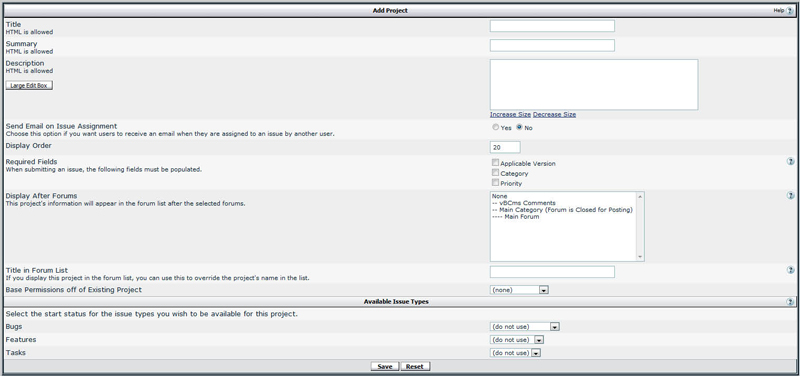 Add Project
Help
Title
HTML is allowed
Summary
HTML is allowed
Description
HTML is allowed
Large Edit Box
Increase Size Decrease Size
Send Email on Issue Assignment
Choose this option if you want users to receive an email when they are assigned to an issue by another user.
Yes No
Display Order
20
Required Fields
When submitting an issue, the following fields must be populated.
Applicable Version
Category
Priority
Display After Forums
This project's information will appear in the forum list after the selected forums.
None
-- vBCms Comments
-- Main Category (Forum is Closed for Posting)
---- Main Forum
Title in Forum List
If you display this project in the forum list, you can use this to override the project's name in the list.
Base Permissions off of Existing Project
(none)
Available Issue Types
Select the start status for the issue types you wish to be available for this project.
Bugs
(do not use)
Features
(do not use)
Tasks
(do not use)
Save Reset